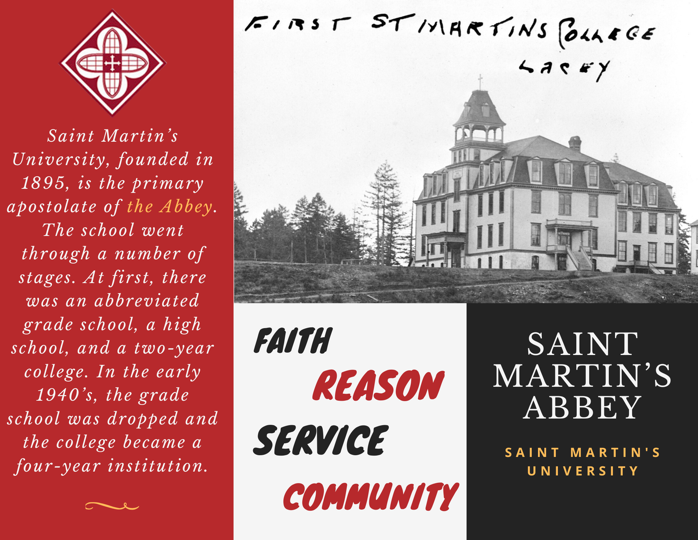 Saint Martin's
University, founded in
1895, is the primary
apostolate of the Abbey.
The school went
through a number of
stages. At first, there
was an abbreviated
grade school, a high
school, and a two-year
college. In the early
1940's, the grade
school was dropped and
the college became a
four-year institution.
FIRST ST MARTINS COLLEGE
LACEY
FAITH
REASON
SERVICE
COMMUNITY
SAINT
MARTIN'S
ABBEY
SAINT MARTIN'S
UNIVERSITY